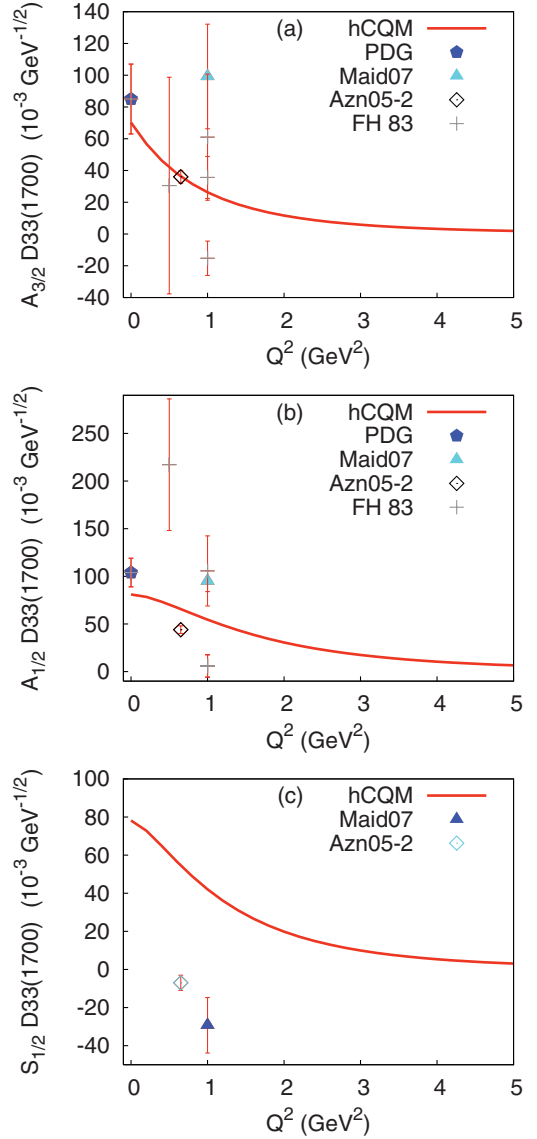 A3/2 D33(1700) (10-3 GeV-1/2)
140
120
100
80
60
40
20
0
-20
-40
(a)
hCQM
PDG
Maid07
Azn05-2
FH 83
0 1 2 3 4 5
Q2 (GeV2)
A1/2 D33(1700) (10-3 GeV-1/2)
250
200
150
100
50
0
(b)
hCQM
PDG
Maid07
Azn05-2
FH 83
0 1 2 3 4 5
Q2 (GeV2)
S1/2 D33(1700) (10-3 GeV-1/2)
100
80
60
40
20
0
-20
-40
(c)
hCQM
Maid07
Azn05-2
0 1 2 3 4 5
Q2 (GeV2)